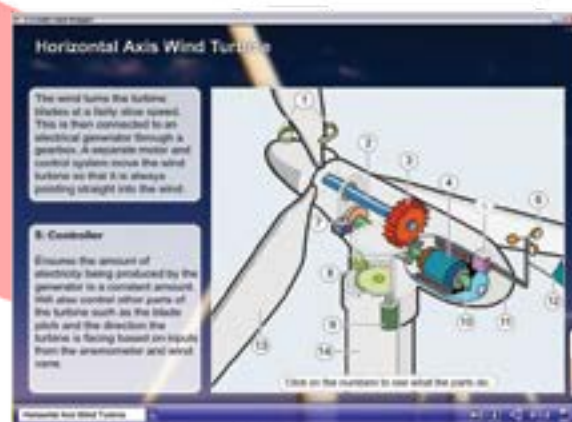 Horizontal Axis Wind Turbine
The wind turns the turbine
blades at a fairly slow speed.
This is then connected to an
electrical generator through a
gearbox. A separate motor and
control system move the wind
turbine so that it is always
pointing straight into the wind.
5: Controller
Ensures the amount of
electricity being produced by the
generator is a constant amount.
Will also control other parts of
the turbine such as the blade
pitch and the direction the
turbine is facing based on inputs
from the anemometer and wind
vane.
1
2
3
4
6
7
8
9
10
11
12
13
14
Click on the numbers to see what the parts do.
Horizontal Axis Wind Turbine